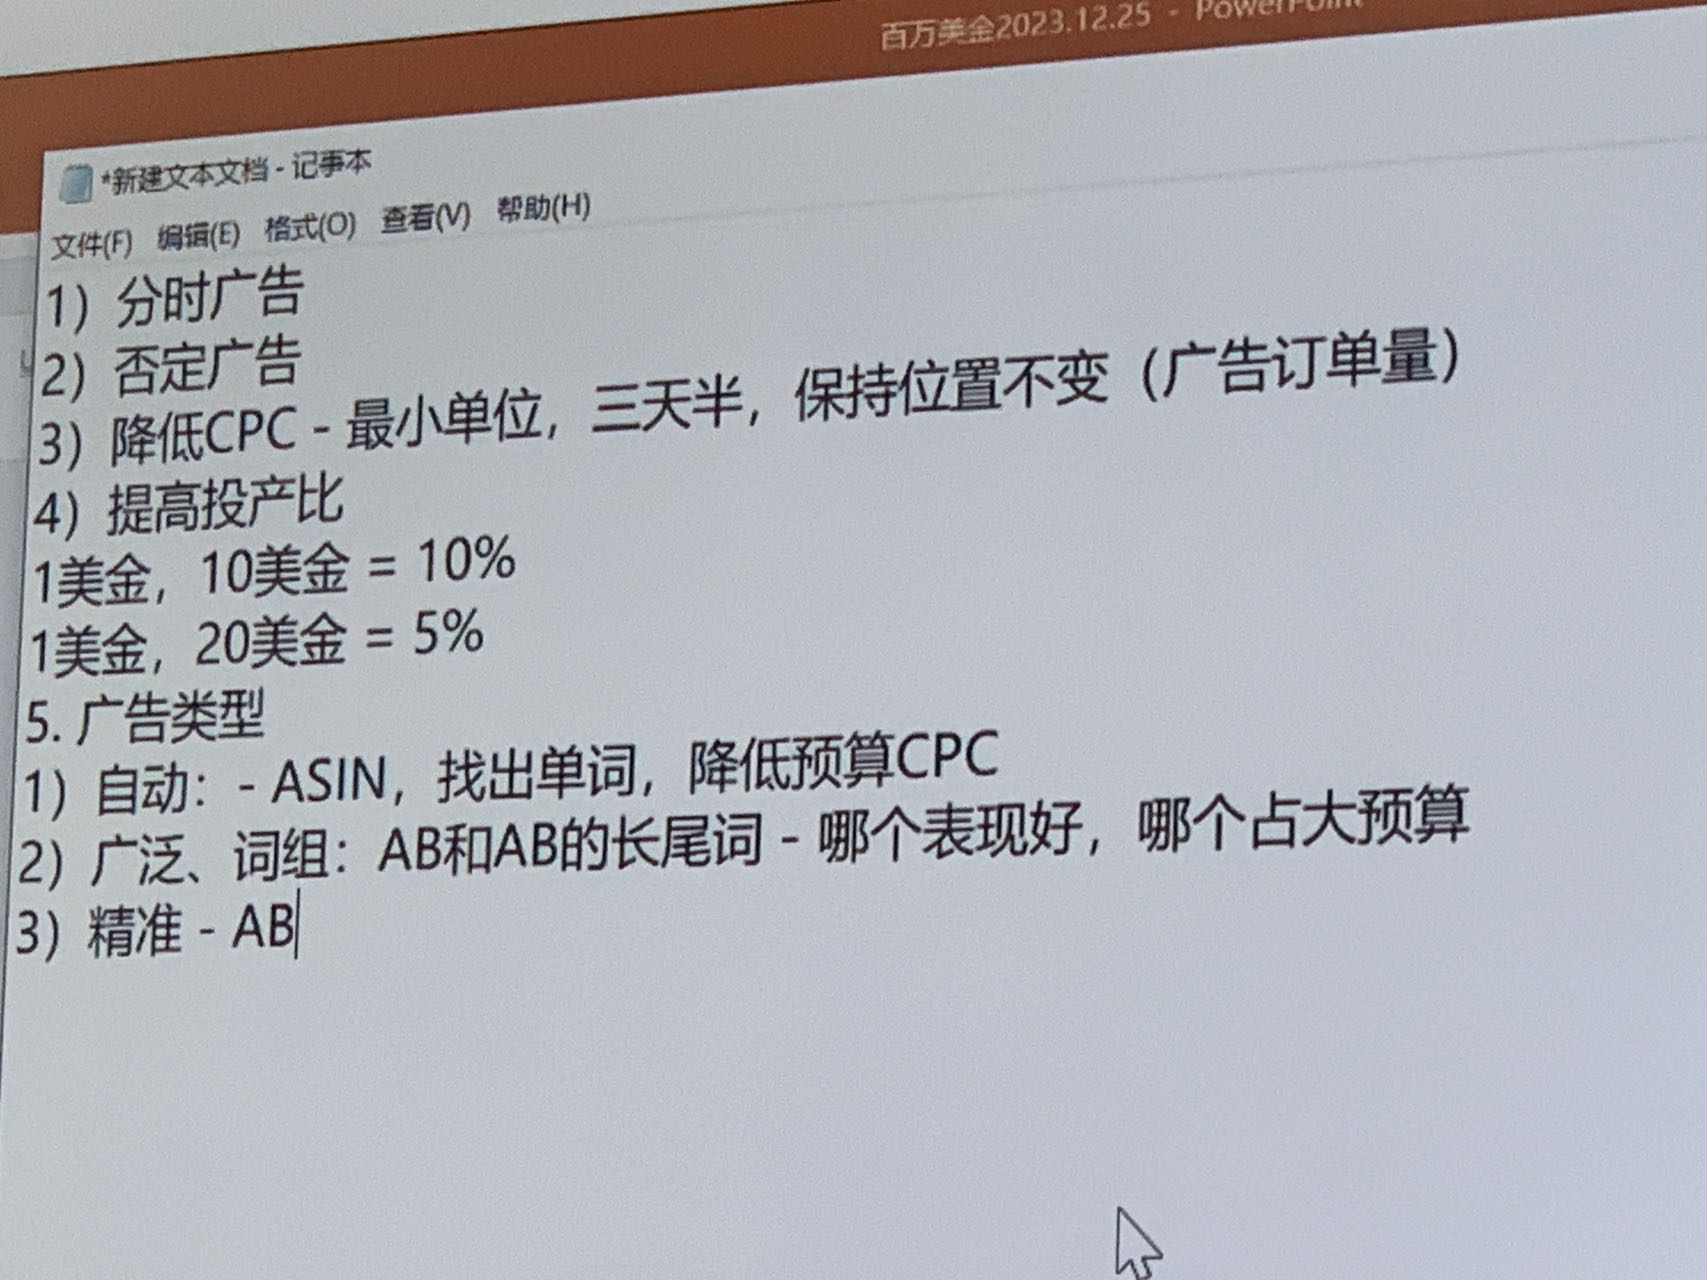 百万美金2023.12.25 - PowerPoint
*新建文本文档 - 记事本
文件(F) 编辑(E) 格式(O) 查看(V) 帮助(H)
1）分时广告
2）否定广告
3）降低CPC - 最小单位，三天半，保持位置不变（广告订单量）
4）提高投产比
1美金，10美金 = 10%
1美金，20美金 = 5%
5. 广告类型
1）自动：- ASIN，找出单词，降低预算CPC
2）广泛、词组：AB和AB的长尾词 - 哪个表现好，哪个占大预算
3）精准 - AB